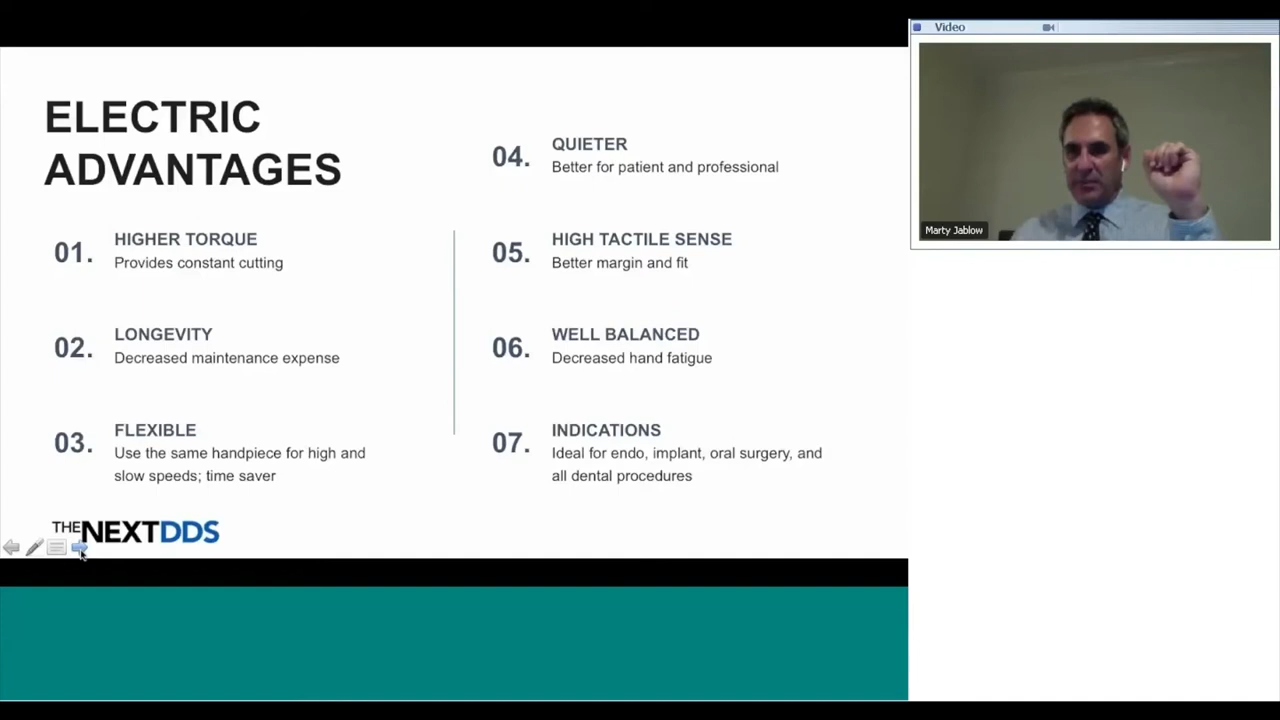 ELECTRIC
ADVANTAGES
01.
HIGHER TORQUE
Provides constant cutting
02.
LONGEVITY
Decreased maintenance expense
03.
FLEXIBLE
Use the same handpiece for high and
slow speeds; time saver
04.
QUIETER
Better for patient and professional
05.
HIGH TACTILE SENSE
Better margin and fit
06.
WELL BALANCED
Decreased hand fatigue
07.
INDICATIONS
Ideal for endo, implant, oral surgery, and
all dental procedures
THENEXTDDS
Video
Marty Jablow